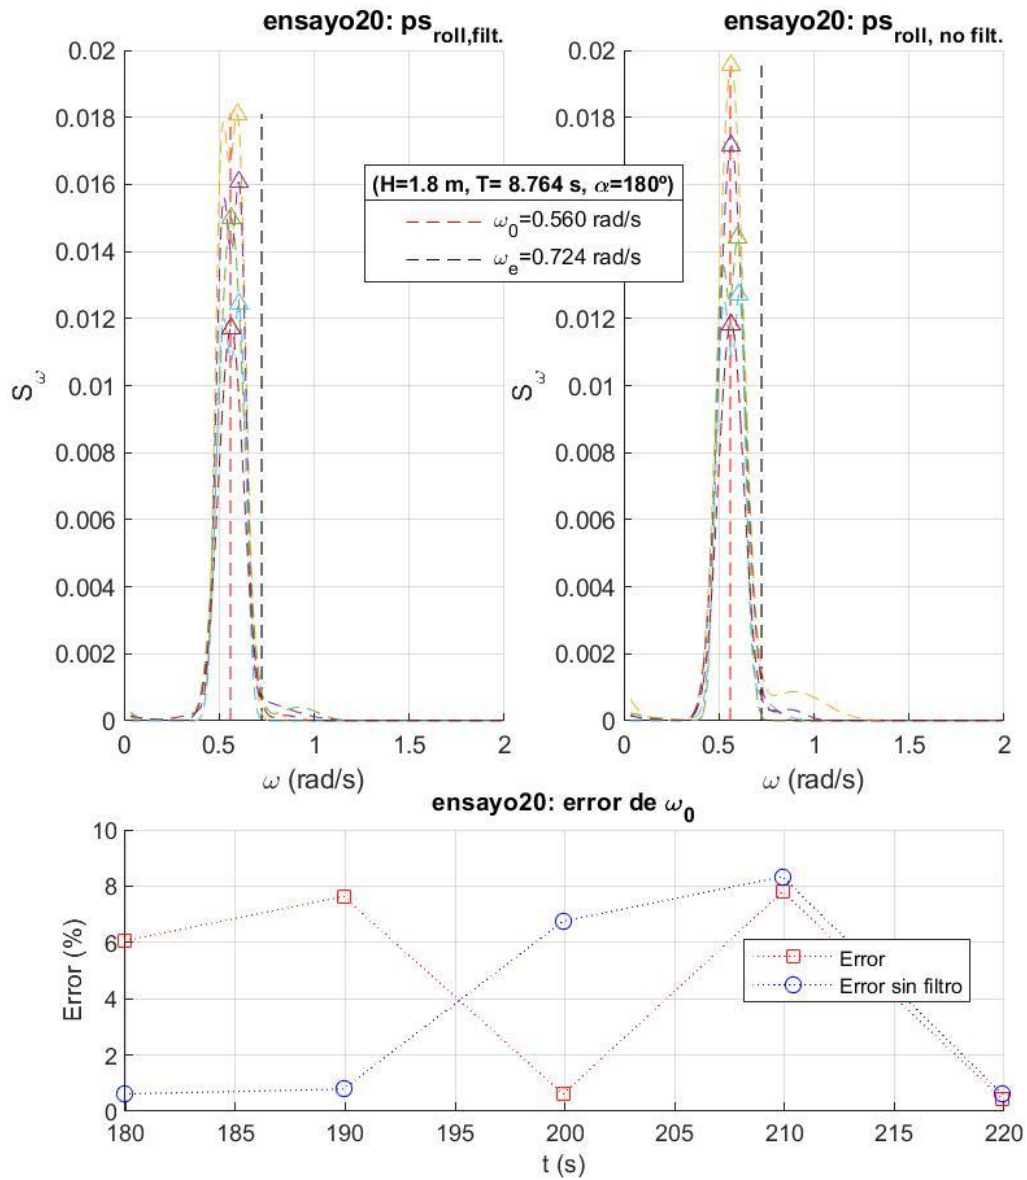 ensayo20: ps_roll,filt.
0.02
0.018
0.016
0.014
0.012
0.01
0.008
0.006
0.004
0.002
0
S_ω
0 0.5 1 1.5 2
ω (rad/s)
ensayo20: ps_roll, no filt.
0.02
0.018
0.016
0.014
0.012
0.01
0.008
0.006
0.004
0.002
0
S_ω
0 0.5 1 1.5 2
ω (rad/s)
(H=1.8 m, T= 8.764 s, α=180º)
ω_0=0.560 rad/s
ω_e=0.724 rad/s
ensayo20: error de ω_0
10
8
6
4
2
0
Error (%)
180 185 190 195 200 205 210 215 220
t (s)
Error
Error sin filtro